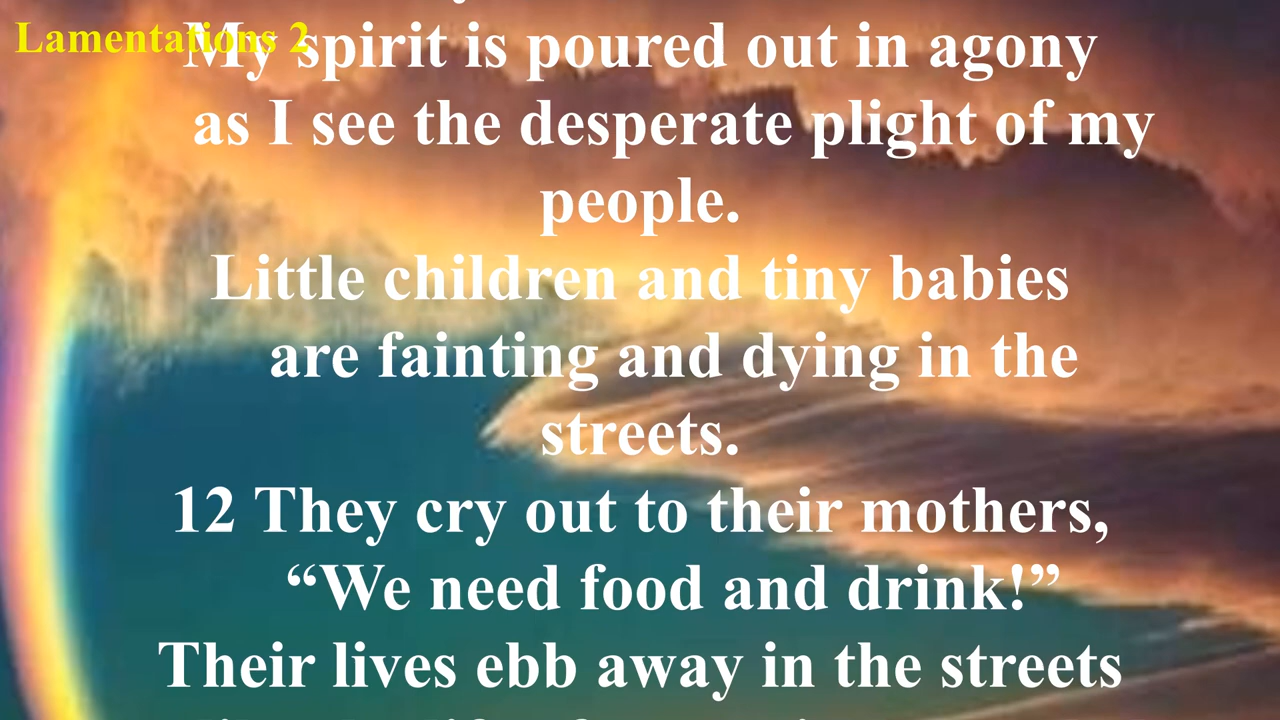 Lamentations 2
My spirit is poured out in agony
as I see the desperate plight of my
people.
Little children and tiny babies
are fainting and dying in the
streets.
12 They cry out to their mothers,
“We need food and drink!”
Their lives ebb away in the streets